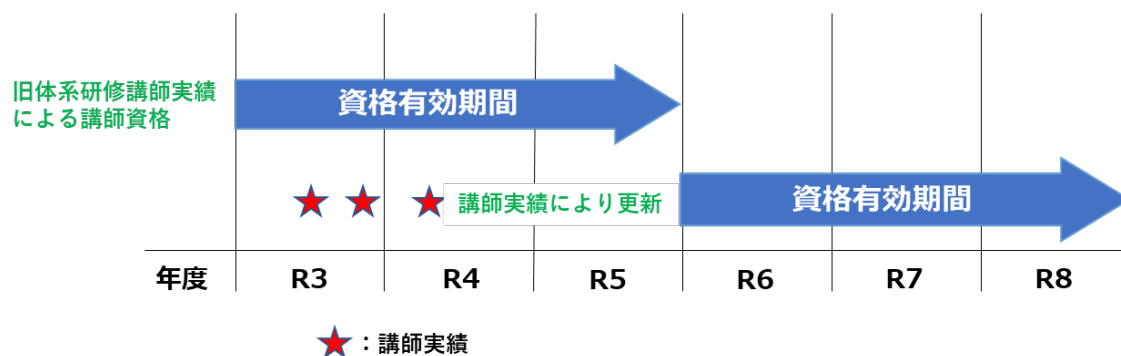 旧体系研修講師実績
による講師資格
資格有効期間
講師実績により更新
資格有効期間
年度
R3
R4
R5
R6
R7
R8
：講師実績